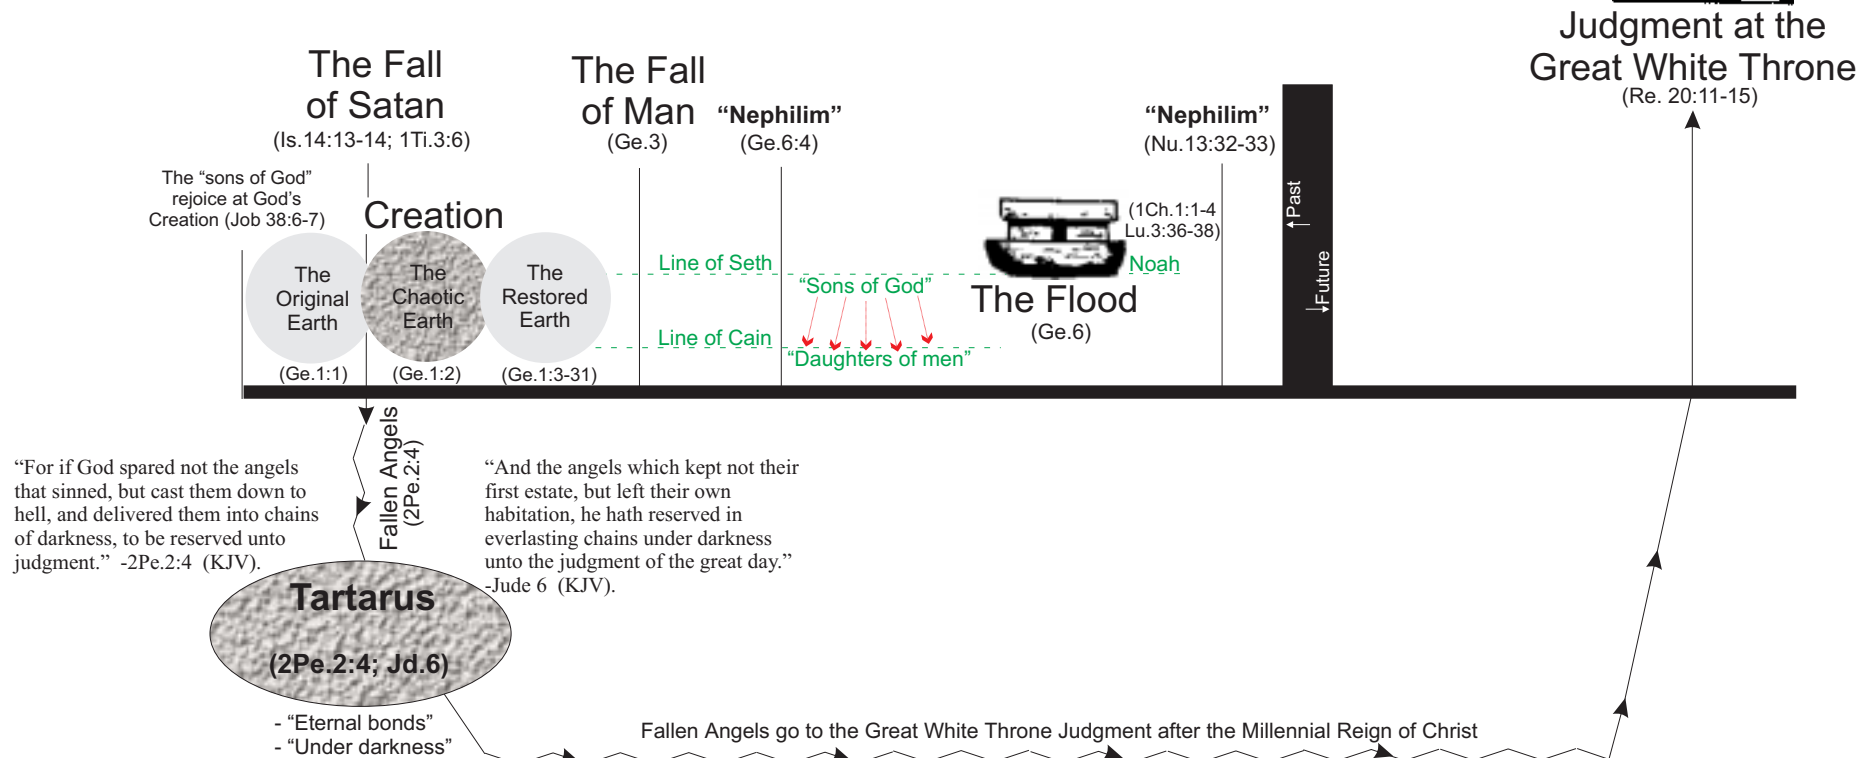 Judgment at the
Great White Throne
(Re. 20:11-15)
The Fall
of Satan
(Is.14:13-14; 1Ti.3:6)
The Fall
of Man
(Ge.3)
“Nephilim”
(Ge.6:4)
“Nephilim”
(Nu.13:32-33)
The “sons of God”
rejoice at God’s
Creation (Job 38:6-7)
Creation
The
Original
Earth
(Ge.1:1)
The
Chaotic
Earth
(Ge.1:2)
The
Restored
Earth
(Ge.1:3-31)
Line of Seth
“Sons of God”
Line of Cain
“Daughters of men”
(1Ch.1:1-4
Lu.3:36-38)
Noah
The Flood
(Ge.6)
Past
Future
Fallen Angels
(2Pe.2:4)
“For if God spared not the angels
that sinned, but cast them down to
hell, and delivered them into chains
of darkness, to be reserved unto
judgment.” -2Pe.2:4 (KJV).
“And the angels which kept not their
first estate, but left their own
habitation, he hath reserved in
everlasting chains under darkness
unto the judgment of the great day.”
-Jude 6 (KJV).
Tartarus
(2Pe.2:4; Jd.6)
- “Eternal bonds”
- “Under darkness”
Fallen Angels go to the Great White Throne Judgment after the Millennial Reign of Christ